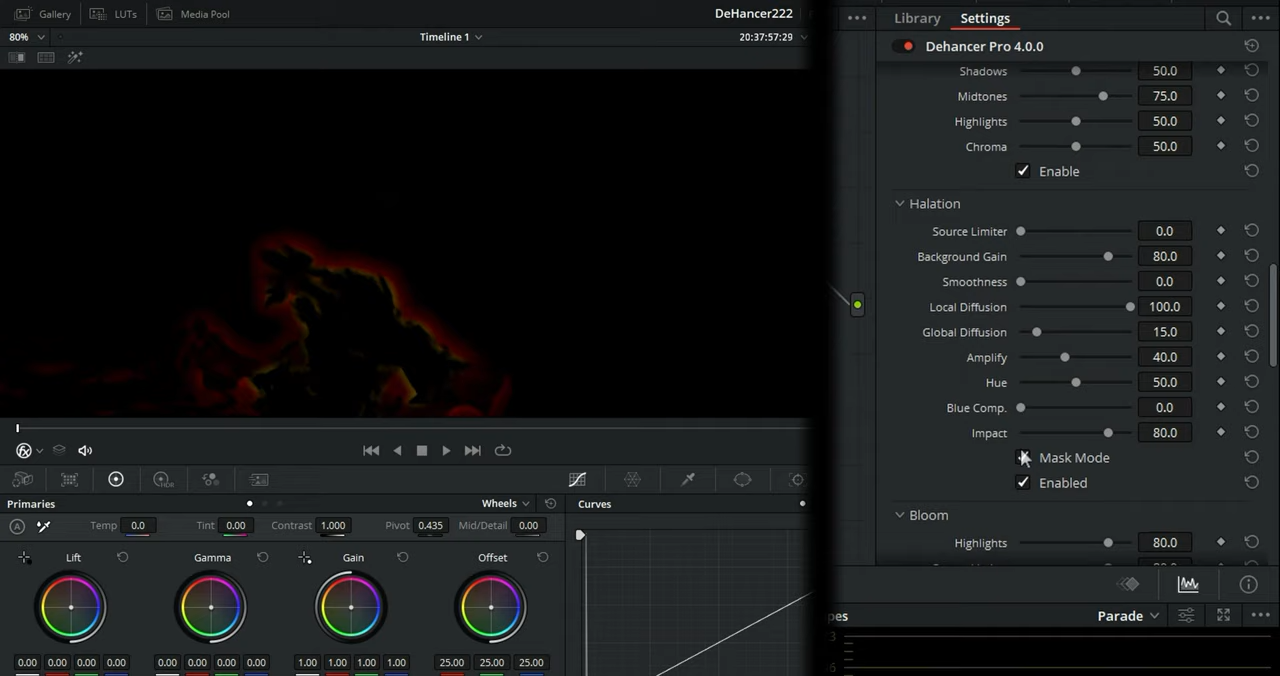 Gallery LUTs Media Pool DeHancer222
80% Timeline 1 20:37:57:29
Library Settings
Dehancer Pro 4.0.0
Shadows 50.0
Midtones 75.0
Highlights 50.0
Chroma 50.0
Enable
Halation
Source Limiter 0.0
Background Gain 80.0
Smoothness 0.0
Local Diffusion 100.0
Global Diffusion 15.0
Amplify 40.0
Hue 50.0
Blue Comp. 0.0
Impact 80.0
Mask Mode
Enabled
Bloom
Highlights 80.0
Primaries Wheels Curves
A Temp 0.0 Tint 0.00 Contrast 1.000 Pivot 0.435 Mid/Detail 0.00
Lift Gamma Gain Offset
0.00 0.00 0.00 0.00 0.00 0.00 0.00 0.00 1.00 1.00 1.00 1.00 25.00 25.00 25.00
Parade